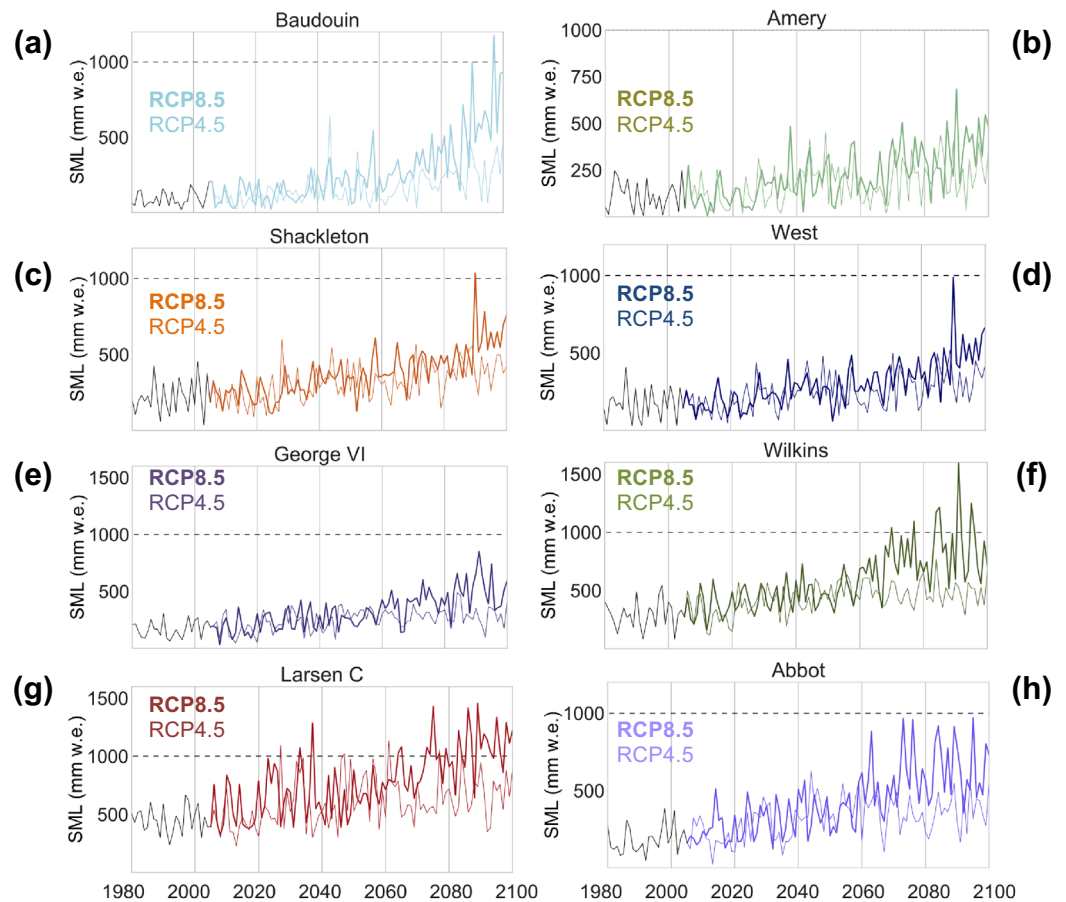 Baudouin
(a)
SML (mm w.e.)
1000
500
RCP8.5
RCP4.5
Amery
(b)
SML (mm w.e.)
1000
750
500
250
RCP8.5
RCP4.5
Shackleton
(c)
SML (mm w.e.)
1000
500
RCP8.5
RCP4.5
West
(d)
SML (mm w.e.)
1000
500
RCP8.5
RCP4.5
George VI
(e)
SML (mm w.e.)
1500
1000
500
RCP8.5
RCP4.5
Wilkins
(f)
SML (mm w.e.)
1500
1000
500
RCP8.5
RCP4.5
Larsen C
(g)
SML (mm w.e.)
1500
1000
500
RCP8.5
RCP4.5
1980 2000 2020 2040 2060 2080 2100
Abbot
(h)
SML (mm w.e.)
1000
500
RCP8.5
RCP4.5
1980 2000 2020 2040 2060 2080 2100